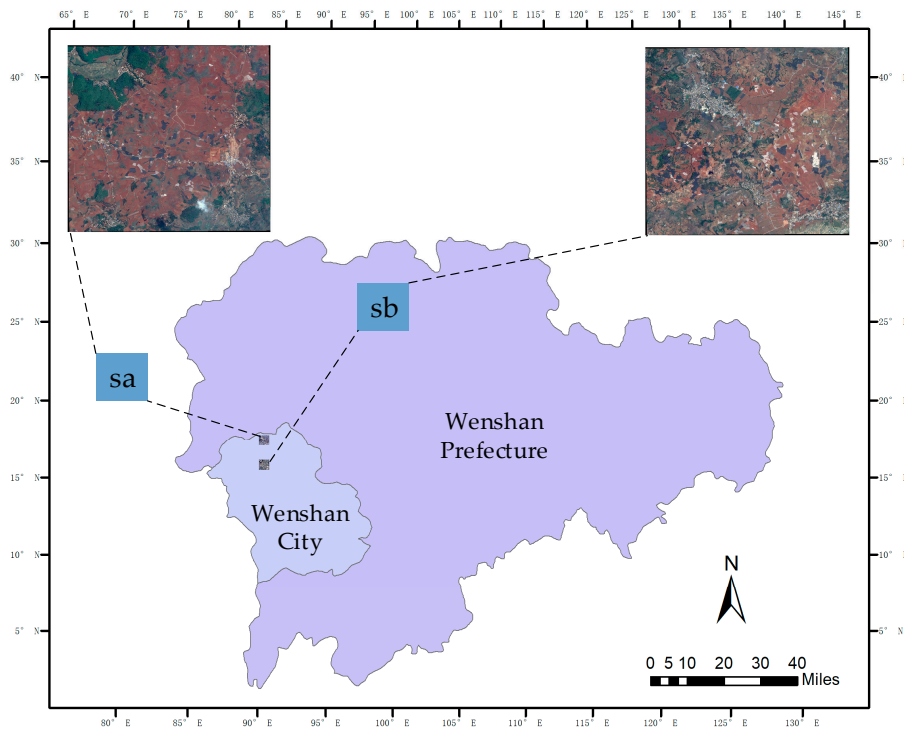 65° E 70° E 75° E 80° E 85° E 90° E 95° E 100° E 105° E 110° E 115° E 120° E 125° E 130° E 135° E 140° E 145° E
40° N 40° N
35° N 35° N
30° N 30° N
sb
25° N 25° N
sa
20° N 20° N
Wenshan
Prefecture
15° N 15° N
Wenshan
City
10° N 10° N
N
5° N 5° N
0 5 10 20 30 40
Miles
80° E 85° E 90° E 95° E 100° E 105° E 110° E 115° E 120° E 125° E 130° E